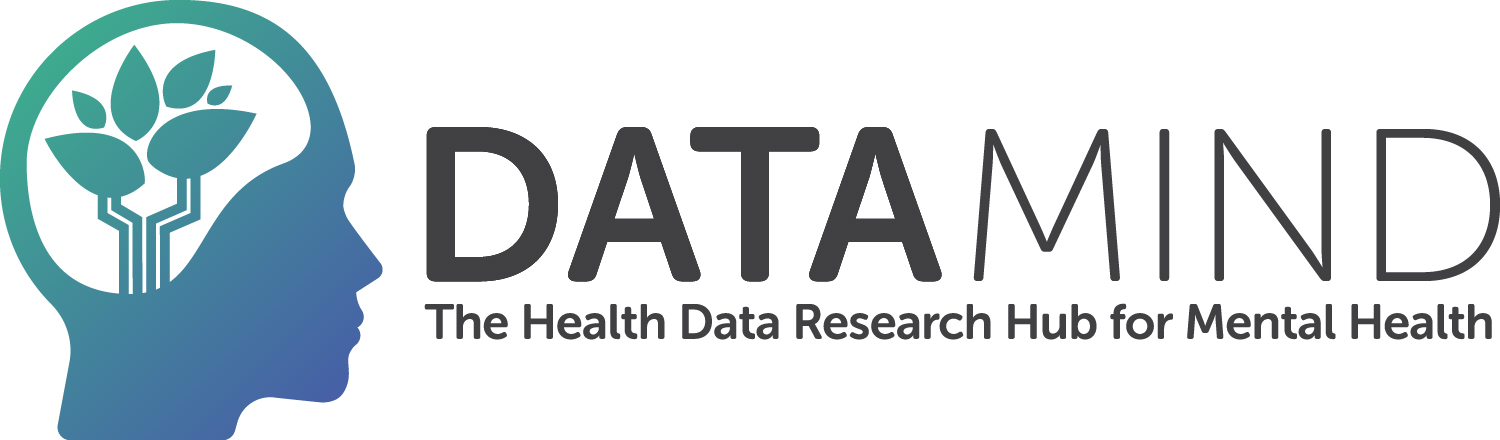 DATAMIND
The Health Data Research Hub for Mental Health